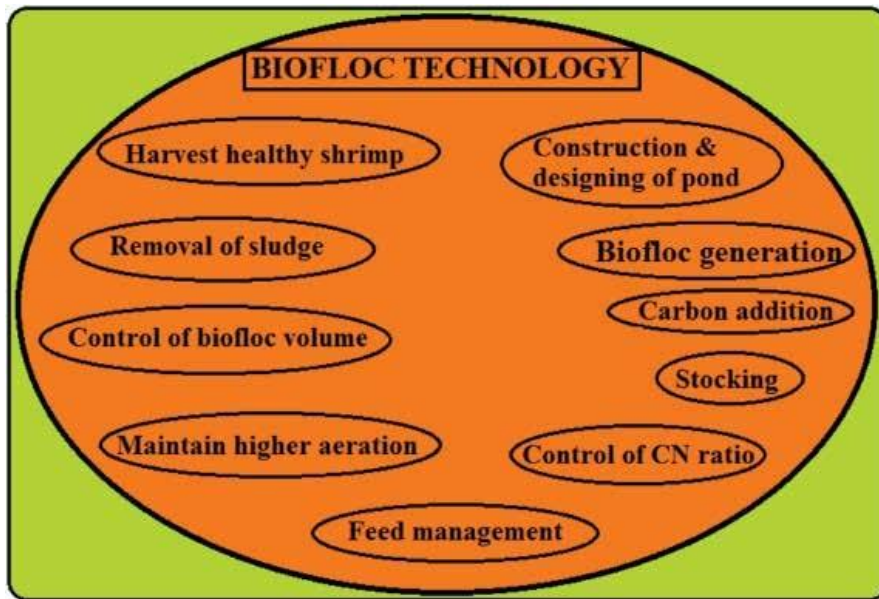 BIOFLOC TECHNOLOGY
Harvest healthy shrimp
Construction &
designing of pond
Removal of sludge
Biofloc generation
Carbon addition
Control of biofloc volume
Stocking
Maintain higher aeration
Control of CN ratio
Feed management